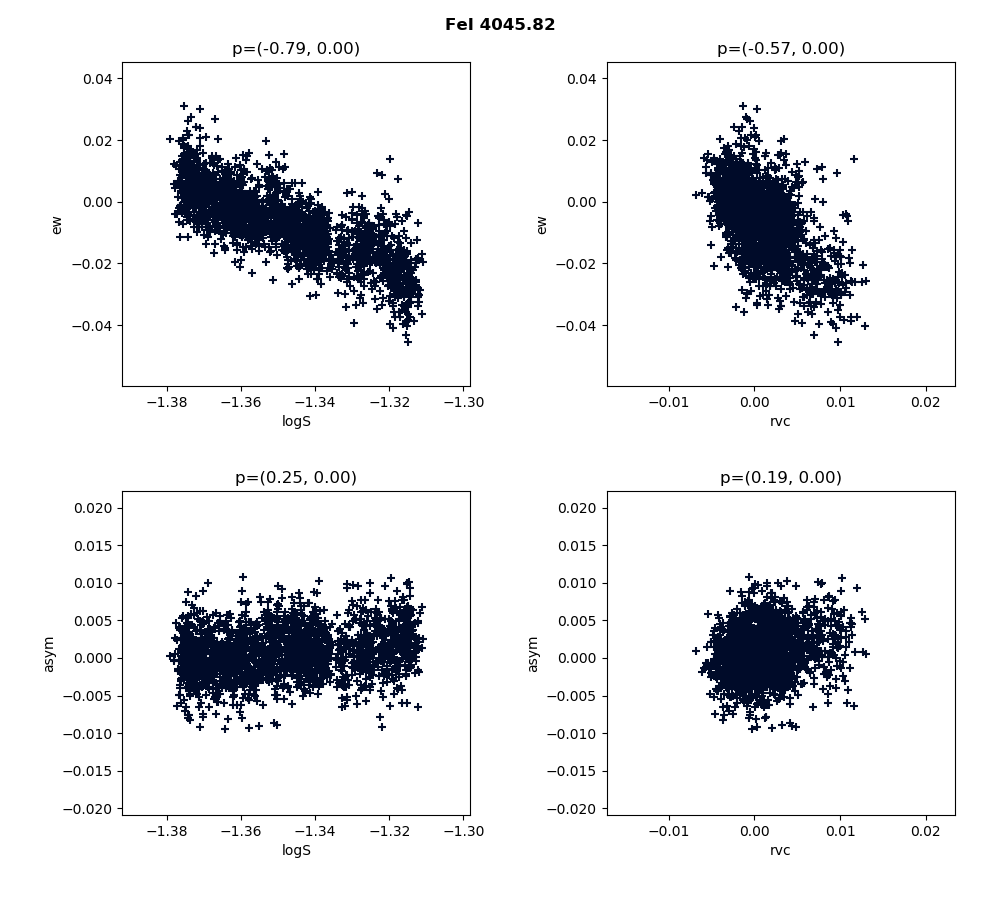 FeI 4045.82
p=(-0.79, 0.00)
0.04
0.02
0.00
−0.02
−0.04
ew
−1.38 −1.36 −1.34 −1.32 −1.30
logS
p=(-0.57, 0.00)
0.04
0.02
0.00
−0.02
−0.04
ew
−0.01 0.00 0.01 0.02
rvc
p=(0.25, 0.00)
0.020
0.015
0.010
0.005
0.000
−0.005
−0.010
−0.015
−0.020
asym
−1.38 −1.36 −1.34 −1.32 −1.30
logS
p=(0.19, 0.00)
0.020
0.015
0.010
0.005
0.000
−0.005
−0.010
−0.015
−0.020
asym
−0.01 0.00 0.01 0.02
rvc